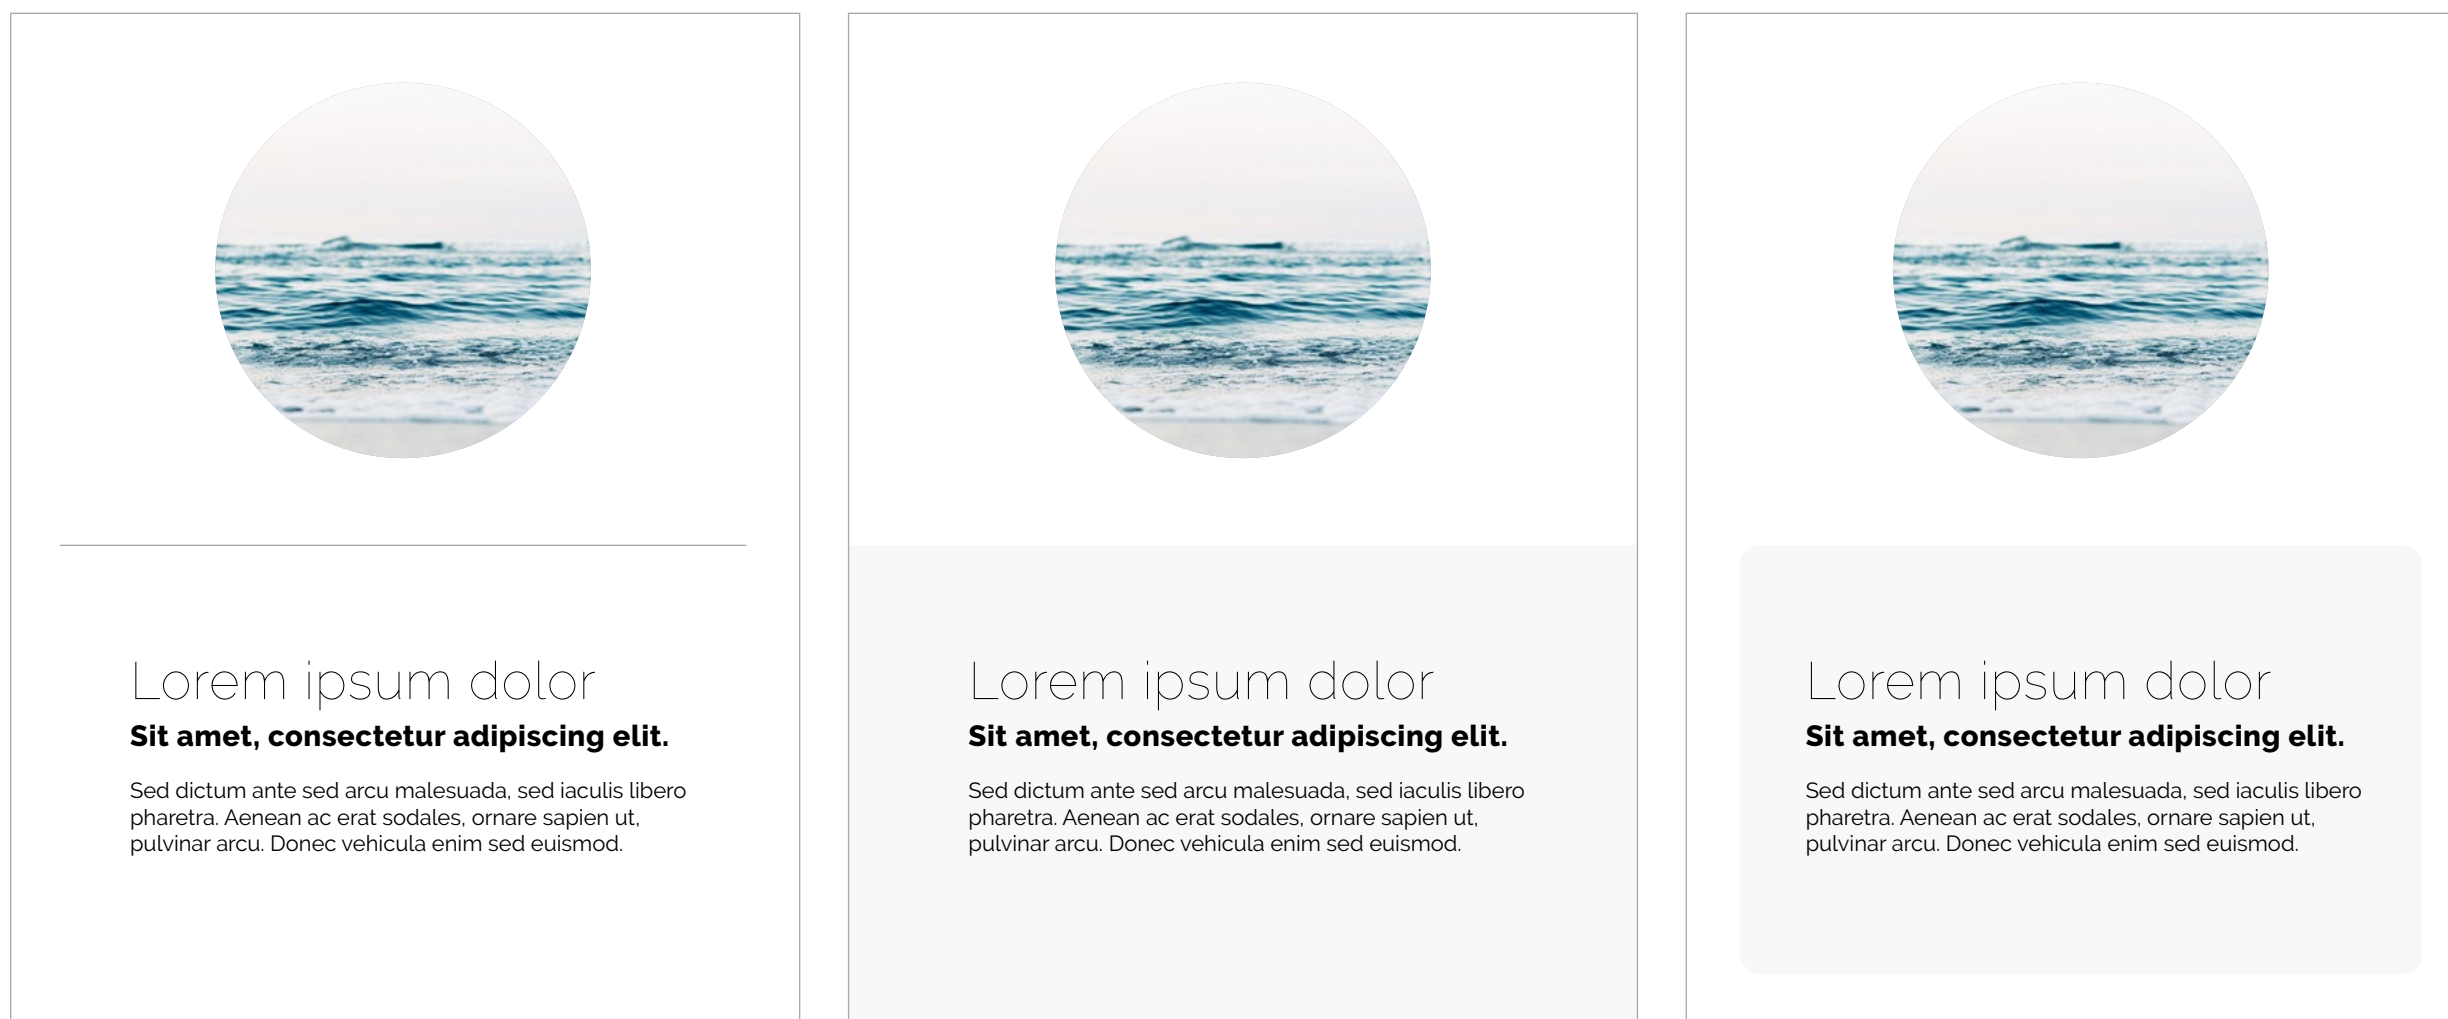 Lorem ipsum dolor
Sit amet, consectetur adipiscing elit.
Sed dictum ante sed arcu malesuada, sed iaculis libero
pharetra. Aenean ac erat sodales, ornare sapien ut,
pulvinar arcu. Donec vehicula enim sed euismod.
Lorem ipsum dolor
Sit amet, consectetur adipiscing elit.
Sed dictum ante sed arcu malesuada, sed iaculis libero
pharetra. Aenean ac erat sodales, ornare sapien ut,
pulvinar arcu. Donec vehicula enim sed euismod.
Lorem ipsum dolor
Sit amet, consectetur adipiscing elit.
Sed dictum ante sed arcu malesuada, sed iaculis libero
pharetra. Aenean ac erat sodales, ornare sapien ut,
pulvinar arcu. Donec vehicula enim sed euismod.